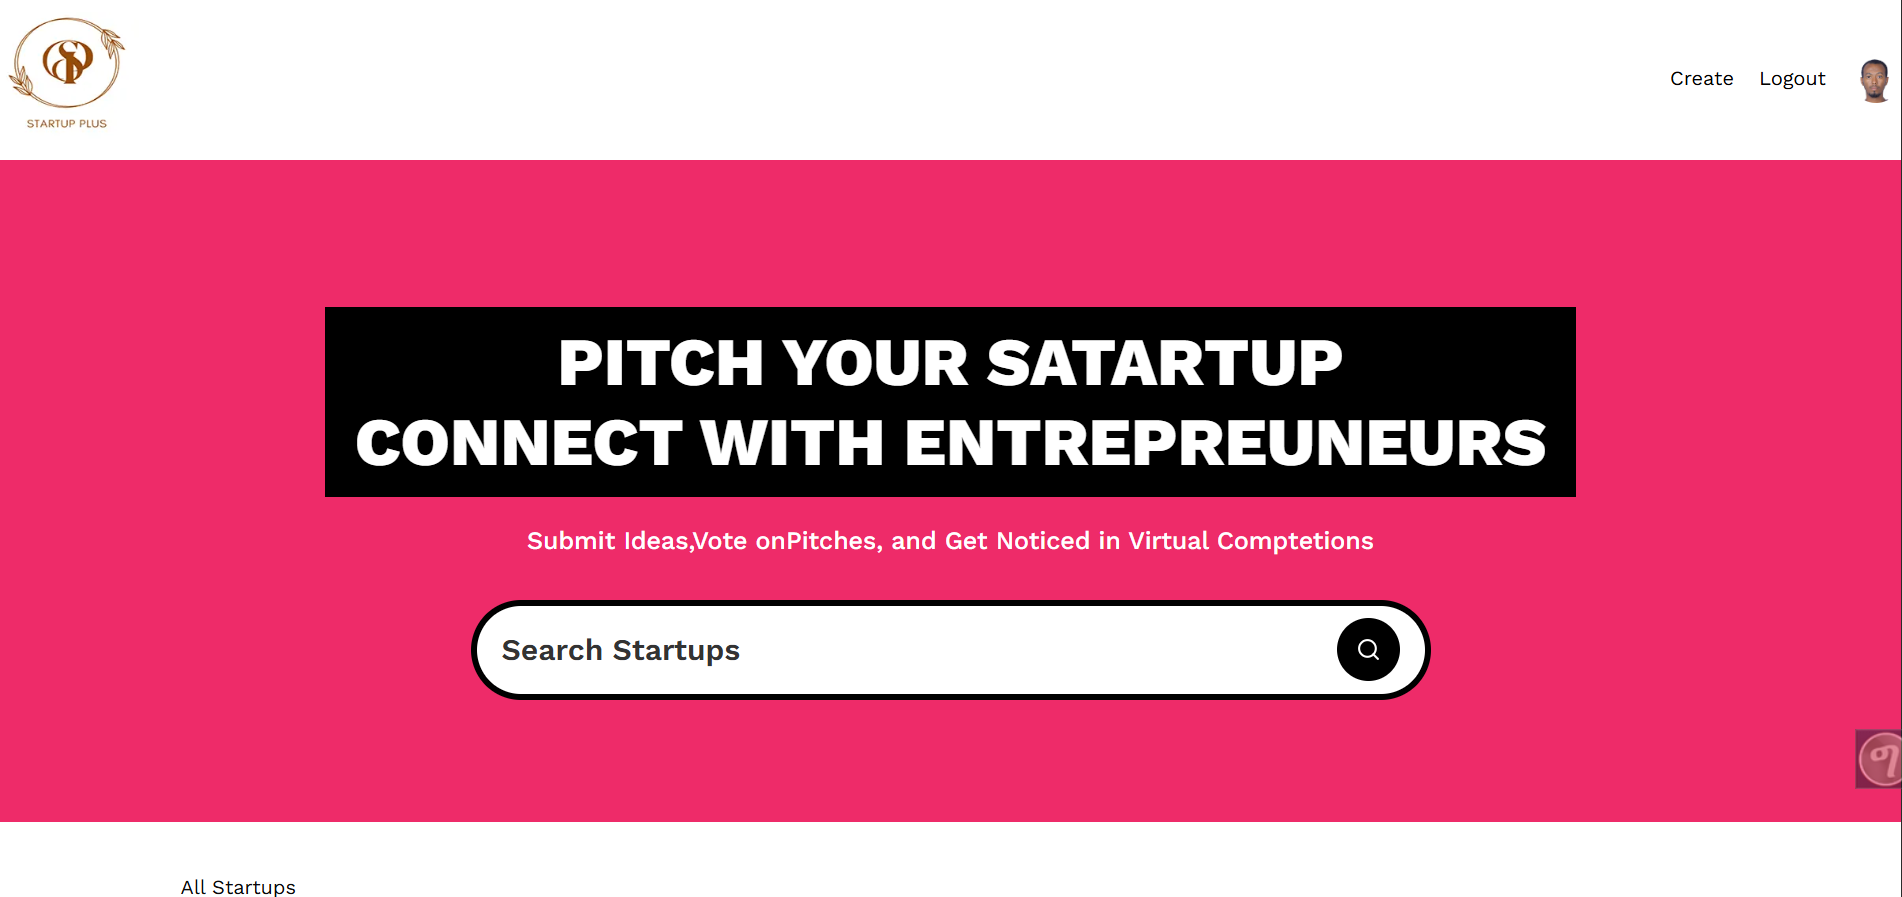 STARTUP PLUS
Create Logout
PITCH YOUR SATARTUP
CONNECT WITH ENTREPREUNEURS
Submit Ideas,Vote onPitches, and Get Noticed in Virtual Comptetions
Search Startups
All Startups